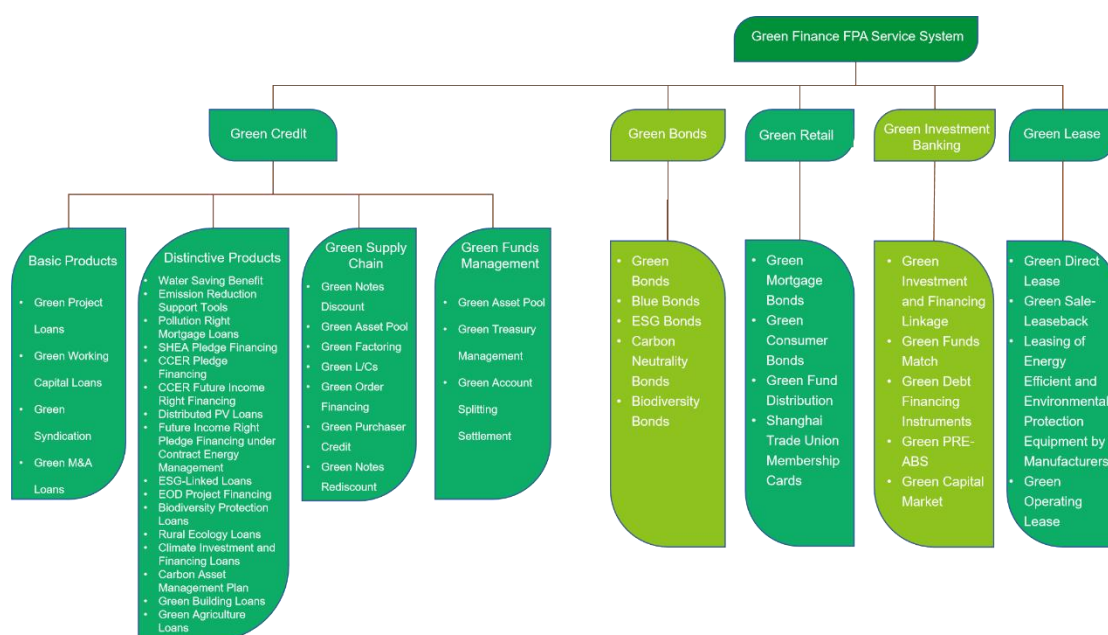 Green Finance FPA Service System
Green Credit
Green Bonds
Green Retail
Green Investment
Banking
Green Lease
Basic Products
• Green Project
Loans
• Green Working
Capital Loans
• Green
Syndication
• Green M&A
Loans
Distinctive Products
• Water Saving Benefit
• Emission Reduction
Support Tools
• Pollution Right
Mortgage Loans
• SHEA Pledge Financing
• CCER Pledge
Financing
• CCER Future Income
Right Financing
• Distributed PV Loans
• Future Income Right
Pledge Financing under
Contract Energy
Management
• ESG-Linked Loans
• EOD Project Financing
• Biodiversity Protection
Loans
• Rural Ecology Loans
• Climate Investment and
Financing Loans
• Carbon Asset
Management Plan
• Green Building Loans
• Green Agriculture
Loans
Green Supply
Chain
• Green Notes
Discount
• Green Asset Pool
• Green Factoring
• Green L/Cs
• Green Order
Financing
• Green Purchaser
Credit
• Green Notes
Rediscount
Green Funds
Management
• Green Asset Pool
• Green Treasury
Management
• Green Account
Splitting
Settlement
• Green
Bonds
• Blue Bonds
• ESG Bonds
• Carbon
Neutrality
Bonds
• Biodiversity
Bonds
• Green
Mortgage
Bonds
• Green
Consumer
Bonds
• Green Fund
Distribution
• Shanghai
Trade Union
Membership
Cards
• Green
Investment
and Financing
Linkage
• Green Funds
Match
• Green Debt
Financing
Instruments
• Green PRE-
ABS
• Green Capital
Market
• Green Direct
Lease
• Green Sale-
Leaseback
• Leasing of
Energy
Efficient and
Environmental
Protection
Equipment by
Manufacturers
• Green
Operating
Lease